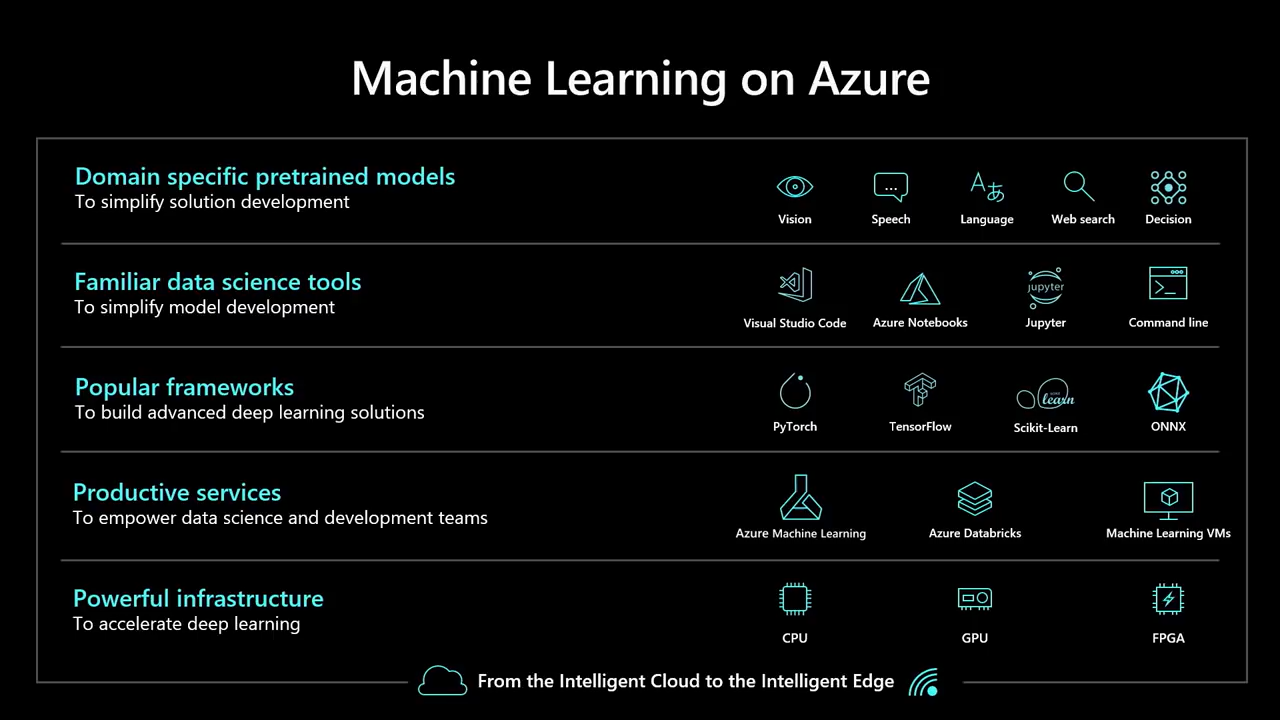 Machine Learning on Azure
Domain specific pretrained models
To simplify solution development
Vision
Speech
Language
Web search
Decision
Familiar data science tools
To simplify model development
jupyter
Visual Studio Code
Azure Notebooks
Jupyter
Command line
Popular frameworks
To build advanced deep learning solutions
learn
PyTorch
TensorFlow
Scikit-Learn
ONNX
Productive services
To empower data science and development teams
Azure Machine Learning
Azure Databricks
Machine Learning VMs
Powerful infrastructure
To accelerate deep learning
CPU
GPU
FPGA
From the Intelligent Cloud to the Intelligent Edge